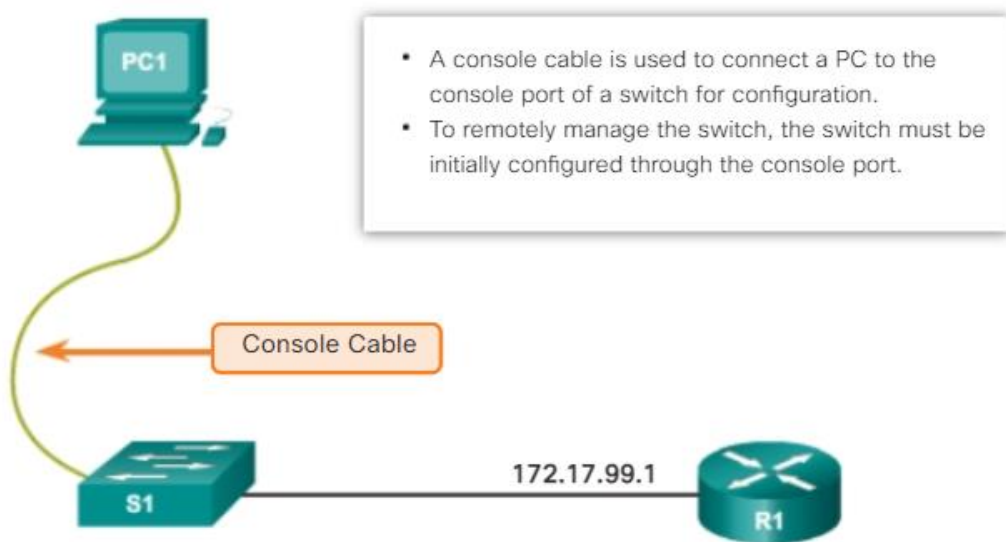 PC1
• A console cable is used to connect a PC to the
console port of a switch for configuration.
• To remotely manage the switch, the switch must be
initially configured through the console port.
Console Cable
172.17.99.1
S1
R1